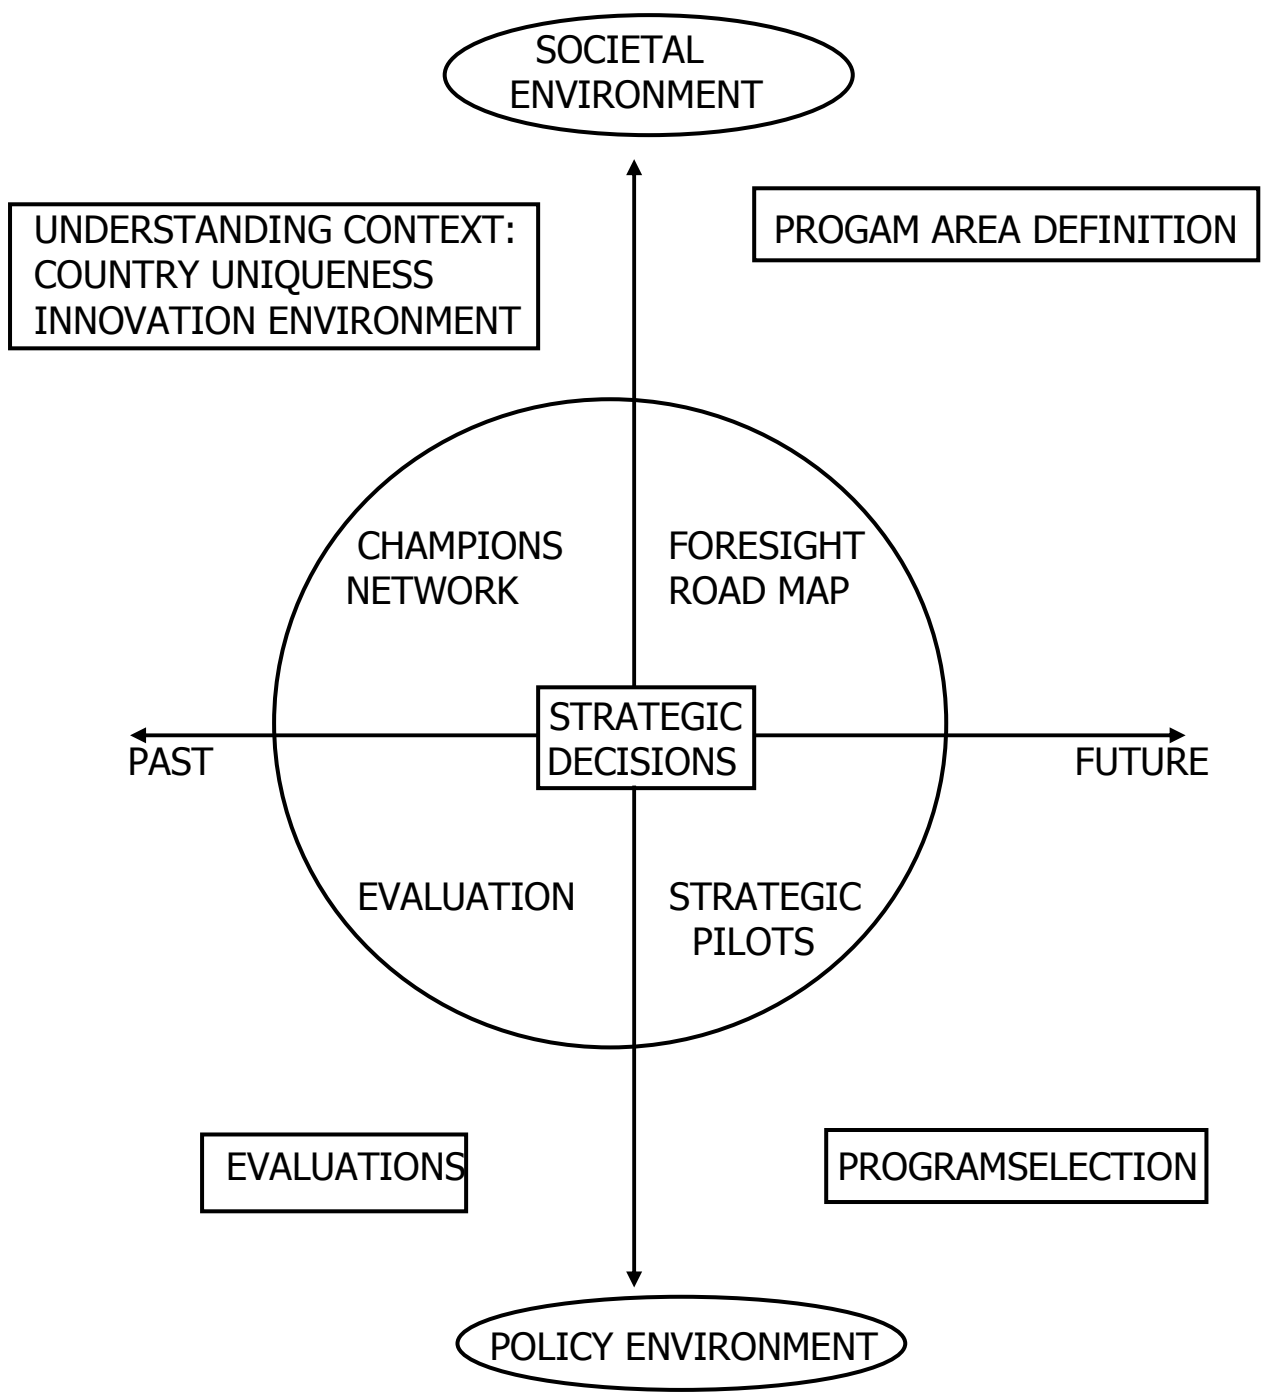 SOCIETAL
ENVIRONMENT
UNDERSTANDING CONTEXT:
COUNTRY UNIQUENESS
INNOVATION ENVIRONMENT
PROGAM AREA DEFINITION
CHAMPIONS
NETWORK
FORESIGHT
ROAD MAP
STRATEGIC
DECISIONS
PAST
FUTURE
EVALUATION
STRATEGIC
PILOTS
EVALUATIONS
PROGRAMSELECTION
POLICY ENVIRONMENT